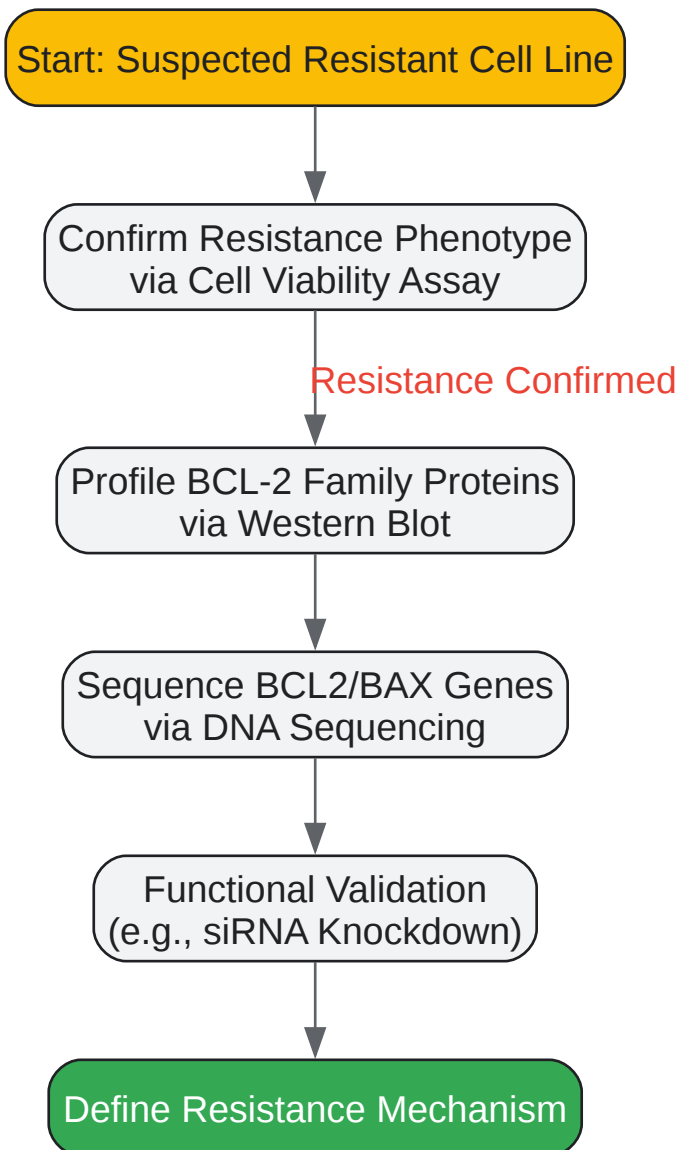 Start: Suspected Resistant Cell Line
Confirm Resistance Phenotype
via Cell Viability Assay
Resistance Confirmed
Profile BCL-2 Family Proteins
via Western Blot
Sequence BCL2/BAX Genes
via DNA Sequencing
Functional Validation
(e.g., siRNA Knockdown)
Define Resistance Mechanism